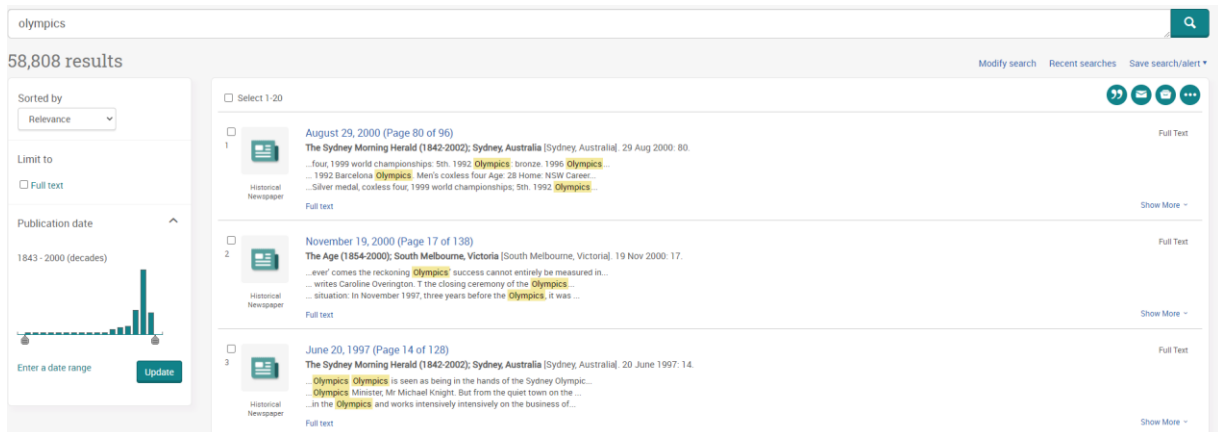 olympics
58,808 results
Modify search Recent searches Save search/alert
Sorted by
Relevance
Limit to
Full text
Publication date
1843 - 2000 (decades)
Enter a date range
Update
Select 1-20
1
Historical
Newspaper
August 29, 2000 (Page 80 of 96)
Full Text
The Sydney Morning Herald (1842-2002); Sydney, Australia [Sydney, Australia]. 29 Aug 2000: 80.
...four, 1999 world championships: 5th. 1992 Olympics: bronze. 1996 Olympics...
... 1992 Barcelona Olympics. Men's coxless four Age: 28 Home: NSW Career...
...Silver medal, coxless four, 1999 world championships; 5th. 1992 Olympics...
Full text
Show More
2
Historical
Newspaper
November 19, 2000 (Page 17 of 138)
Full Text
The Age (1854-2000); South Melbourne, Victoria [South Melbourne, Victoria]. 19 Nov 2000: 17.
...ever' comes the reckoning Olympics' success cannot entirely be measured in...
... writes Caroline Overington. T the closing ceremony of the Olympics...
... situation: In November 1997, three years before the Olympics, it was ...
Full text
Show More
3
Historical
Newspaper
June 20, 1997 (Page 14 of 128)
Full Text
The Sydney Morning Herald (1842-2002); Sydney, Australia [Sydney, Australia]. 20 June 1997: 14.
...Olympics Olympics is seen as being in the hands of the Sydney Olympic...
...Olympics Minister, Mr Michael Knight. But from the quiet town on the ...
...in the Olympics and works intensively intensively on the business of...
Full text
Show More